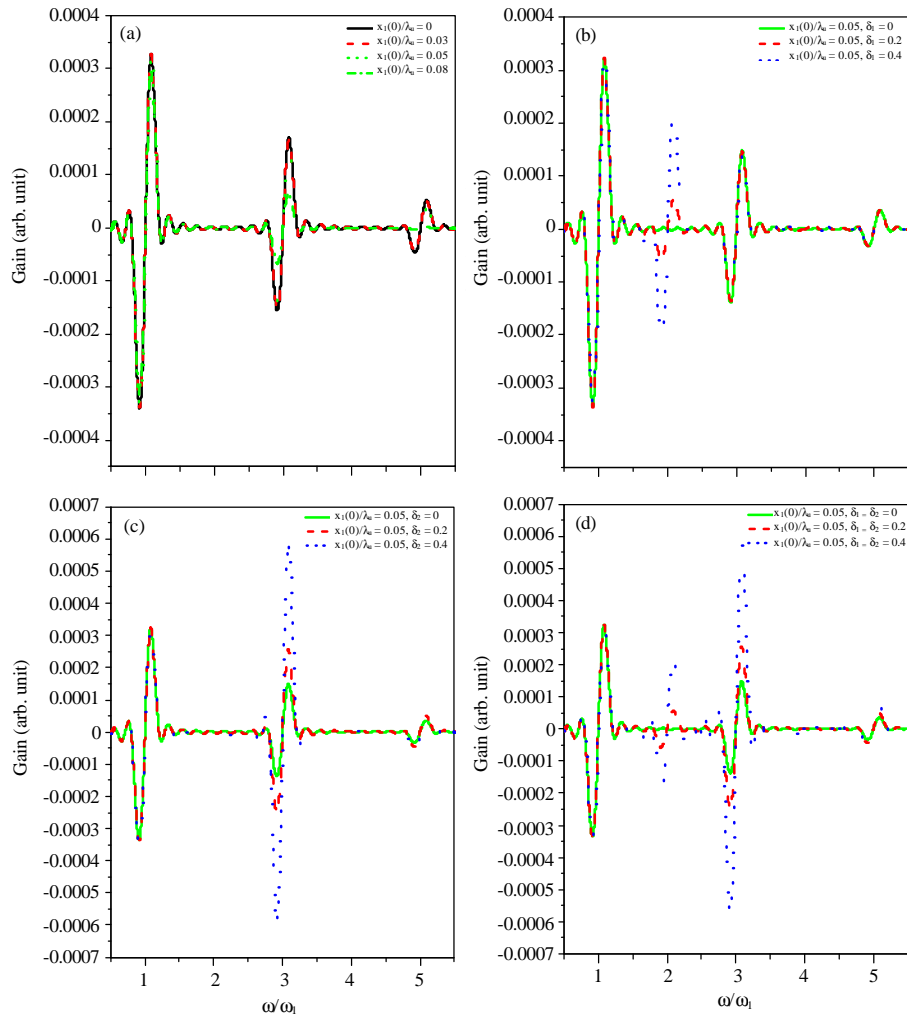 (a)
x₁(0)/λᵤ = 0
x₁(0)/λᵤ = 0.03
x₁(0)/λᵤ = 0.05
x₁(0)/λᵤ = 0.08
0.0004
0.0003
0.0002
0.0001
0
-0.0001
-0.0002
-0.0003
-0.0004
Gain (arb. unit)
(b)
x₁(0)/λᵤ = 0.05, δ₁ = 0
x₁(0)/λᵤ = 0.05, δ₁ = 0.2
x₁(0)/λᵤ = 0.05, δ₁ = 0.4
0.0004
0.0003
0.0002
0.0001
0
-0.0001
-0.0002
-0.0003
-0.0004
Gain (arb. unit)
(c)
x₁(0)/λᵤ = 0.05, δ₂ = 0
x₁(0)/λᵤ = 0.05, δ₂ = 0.2
x₁(0)/λᵤ = 0.05, δ₂ = 0.4
0.0007
0.0006
0.0005
0.0004
0.0003
0.0002
0.0001
0
-0.0001
-0.0002
-0.0003
-0.0004
-0.0005
-0.0006
-0.0007
Gain (arb. unit)
1 2 3 4 5
ω/ω₁
(d)
x₁(0)/λᵤ = 0.05, δ₁ = δ₂ = 0
x₁(0)/λᵤ = 0.05, δ₁ = δ₂ = 0.2
x₁(0)/λᵤ = 0.05, δ₁ = δ₂ = 0.4
0.0007
0.0006
0.0005
0.0004
0.0003
0.0002
0.0001
0
-0.0001
-0.0002
-0.0003
-0.0004
-0.0005
-0.0006
-0.0007
Gain (arb. unit)
1 2 3 4 5
ω/ω₁